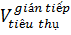 V gián tiếp
tiêu thụ